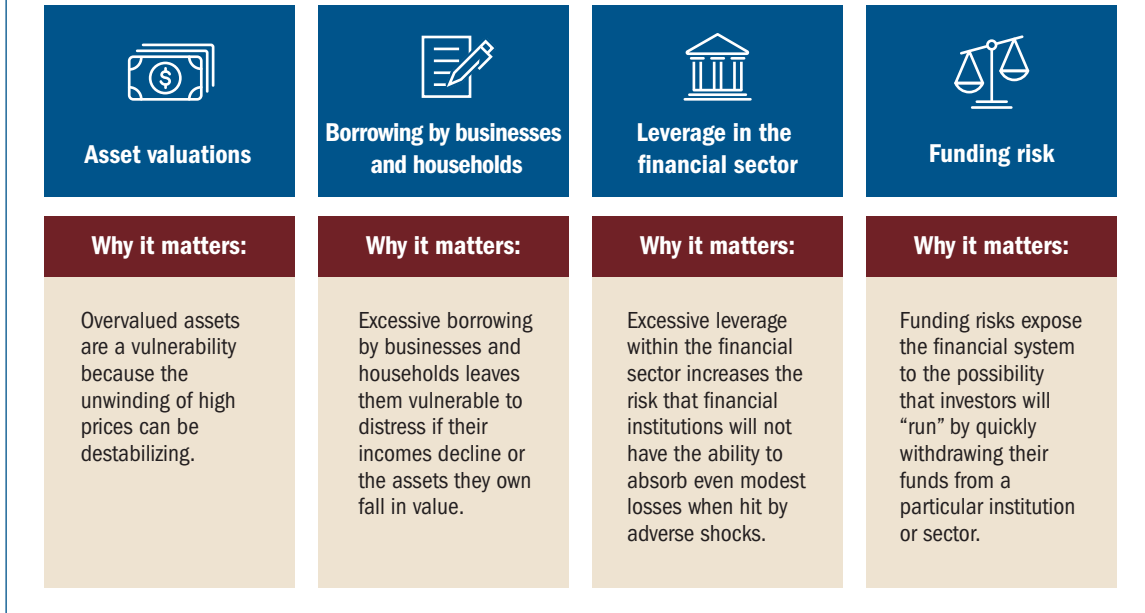 $
Asset valuations
Why it matters:
Overvalued assets
are a vulnerability
because the
unwinding of high
prices can be
destabilizing.
Borrowing by businesses
and households
Why it matters:
Excessive borrowing
by businesses and
households leaves
them vulnerable to
distress if their
incomes decline or
the assets they own
fall in value.
Leverage in the
financial sector
Why it matters:
Excessive leverage
within the financial
sector increases the
risk that financial
institutions will not
have the ability to
absorb even modest
losses when hit by
adverse shocks.
Funding risk
Why it matters:
Funding risks expose
the financial system
to the possibility
that investors will
“run” by quickly
withdrawing their
funds from a
particular institution
or sector.